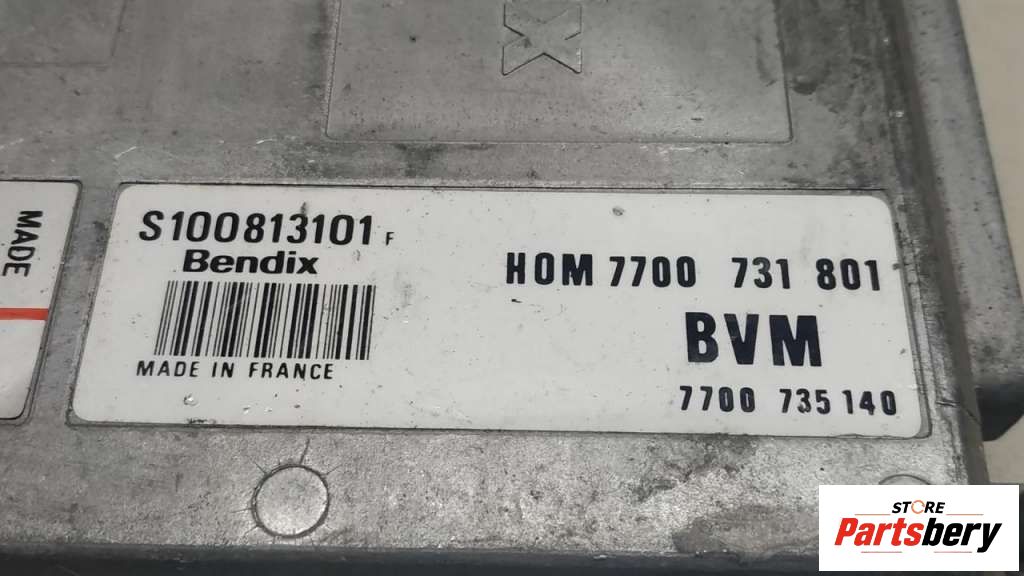 MADE
S100813101 F
Bendix
MADE IN FRANCE
HOM 7700 731 801
BVM
7700 735 140
STORE
Partsbery